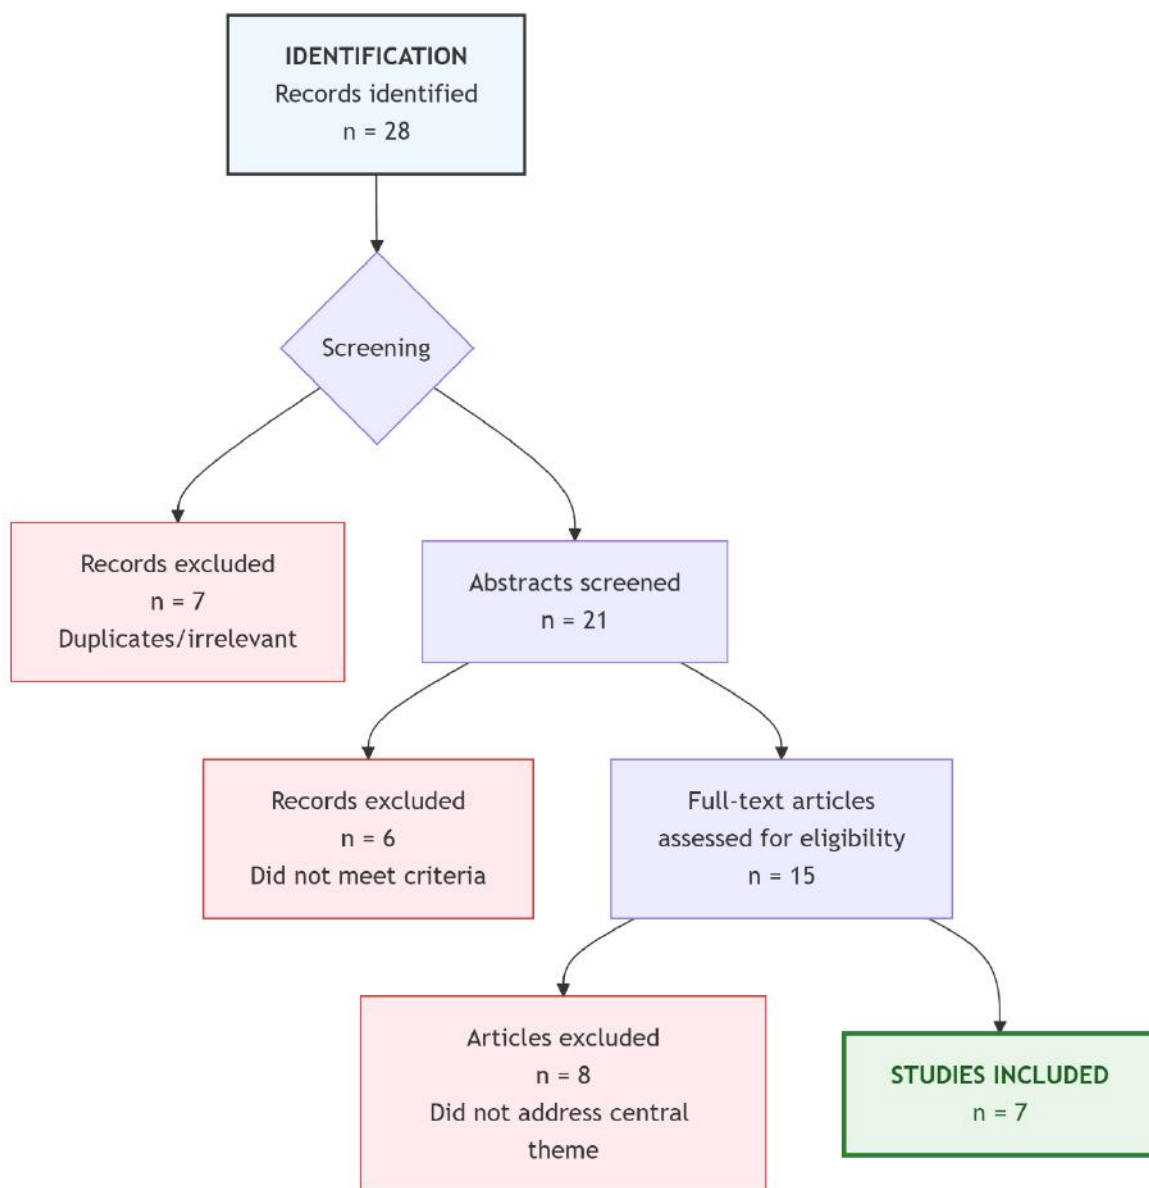 IDENTIFICATION
Records identified
n = 28
Screening
Records excluded
n = 7
Duplicates/irrelevant
Abstracts screened
n = 21
Records excluded
n = 6
Did not meet criteria
Full-text articles
assessed for eligibility
n = 15
Articles excluded
n = 8
Did not address central
theme
STUDIES INCLUDED
n = 7